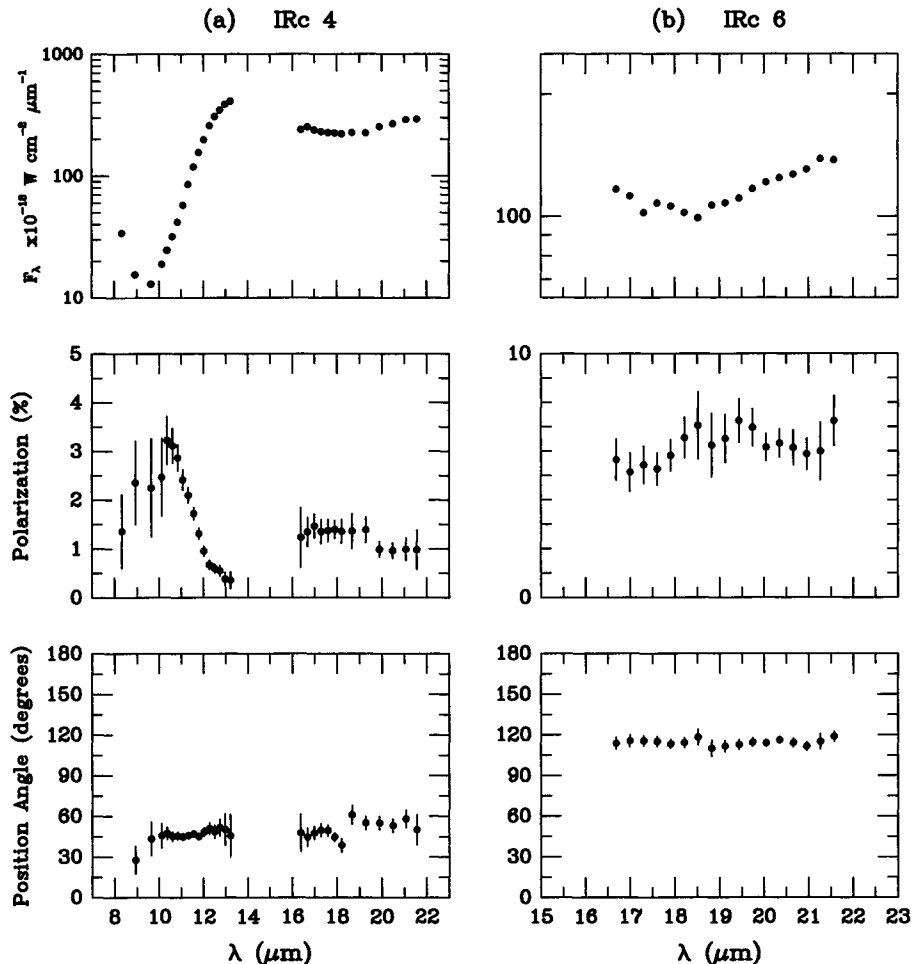 (a) IRc 4
(b) IRc 6
F_λ x10⁻¹⁸ W cm⁻² μm⁻¹
1000
100
10
100
Polarization (%)
5
4
3
2
1
0
10
0
Position Angle (degrees)
180
150
120
90
60
30
0
180
150
120
90
60
30
0
8 10 12 14 16 18 20 22
15 16 17 18 19 20 21 22 23
λ (μm)
λ (μm)